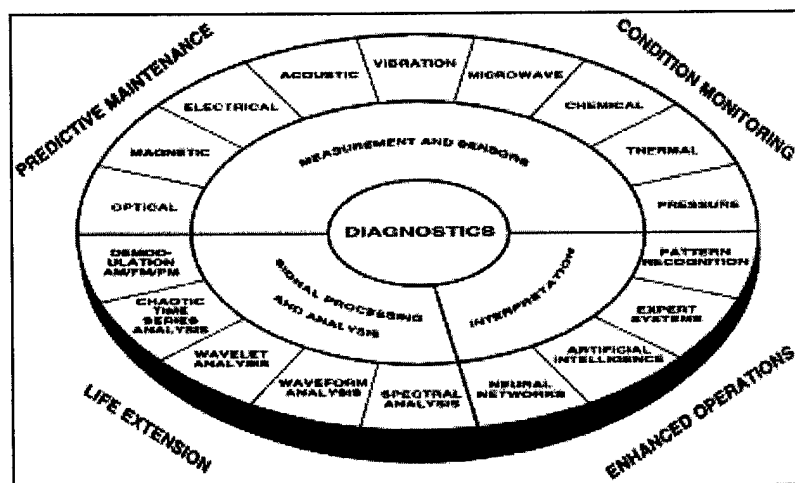 PREDICTIVE MAINTENANCE
CONDITION MONITORING
OPTICAL
MAGNETIC
ELECTRICAL
ACOUSTIC
VIBRATION
MICROWAVE
CHEMICAL
THERMAL
PRESSURE
MEASUREMENT AND SENSORS
DIAGNOSTICS
SIGNAL PROCESSING
AND ANALYSIS
INTERPRETATION
DEMOD-
ULATION
AM/FM/PM
CHAOTIC
TIME
SERIES
ANALYSIS
WAVELET
ANALYSIS
WAVEFORM
ANALYSIS
SPECTRAL
ANALYSIS
NEURAL
NETWORKS
ARTIFICIAL
INTELLIGENCE
EXPERT
SYSTEMS
PATTERN
RECOGNITION
LIFE EXTENSION
ENHANCED OPERATIONS